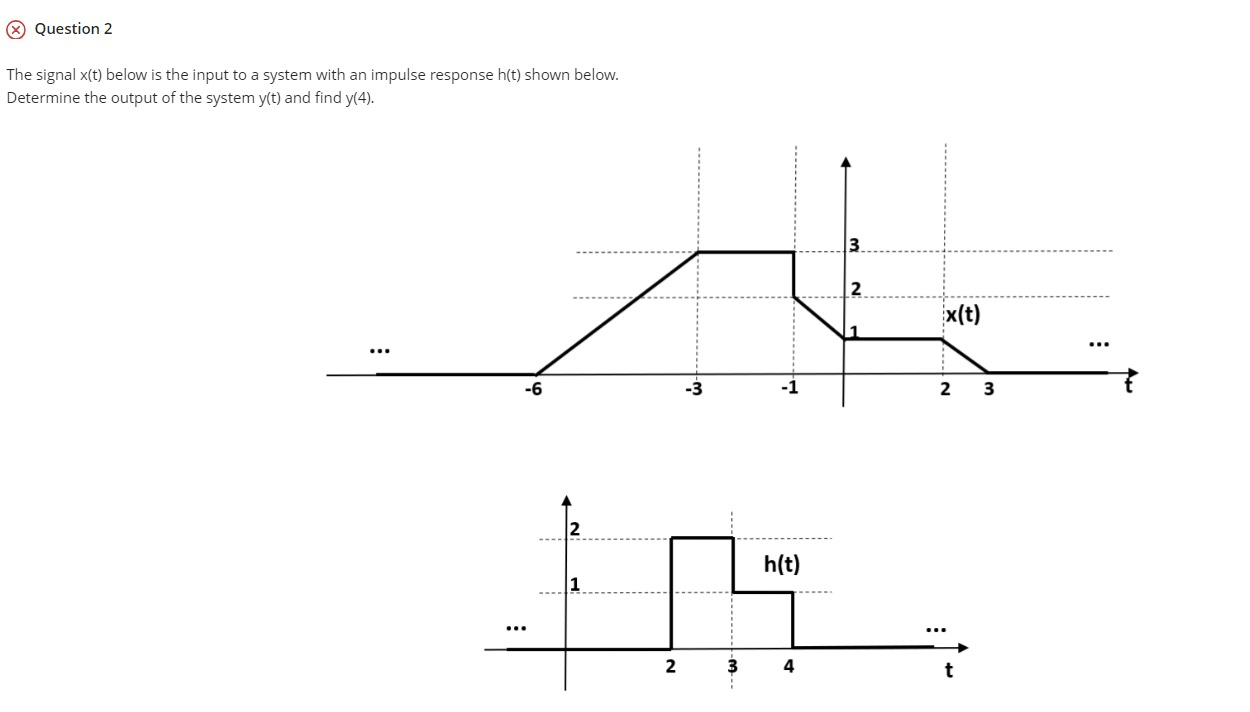 Question 2
The signal x(t) below is the input to a system with an impulse response h(t) shown below.
Determine the output of the system y(t) and find y(4).
3
2
x(t)
1
...
...
-6
-3
-1
2
3
t
2
h(t)
1
...
...
2
3
4
t